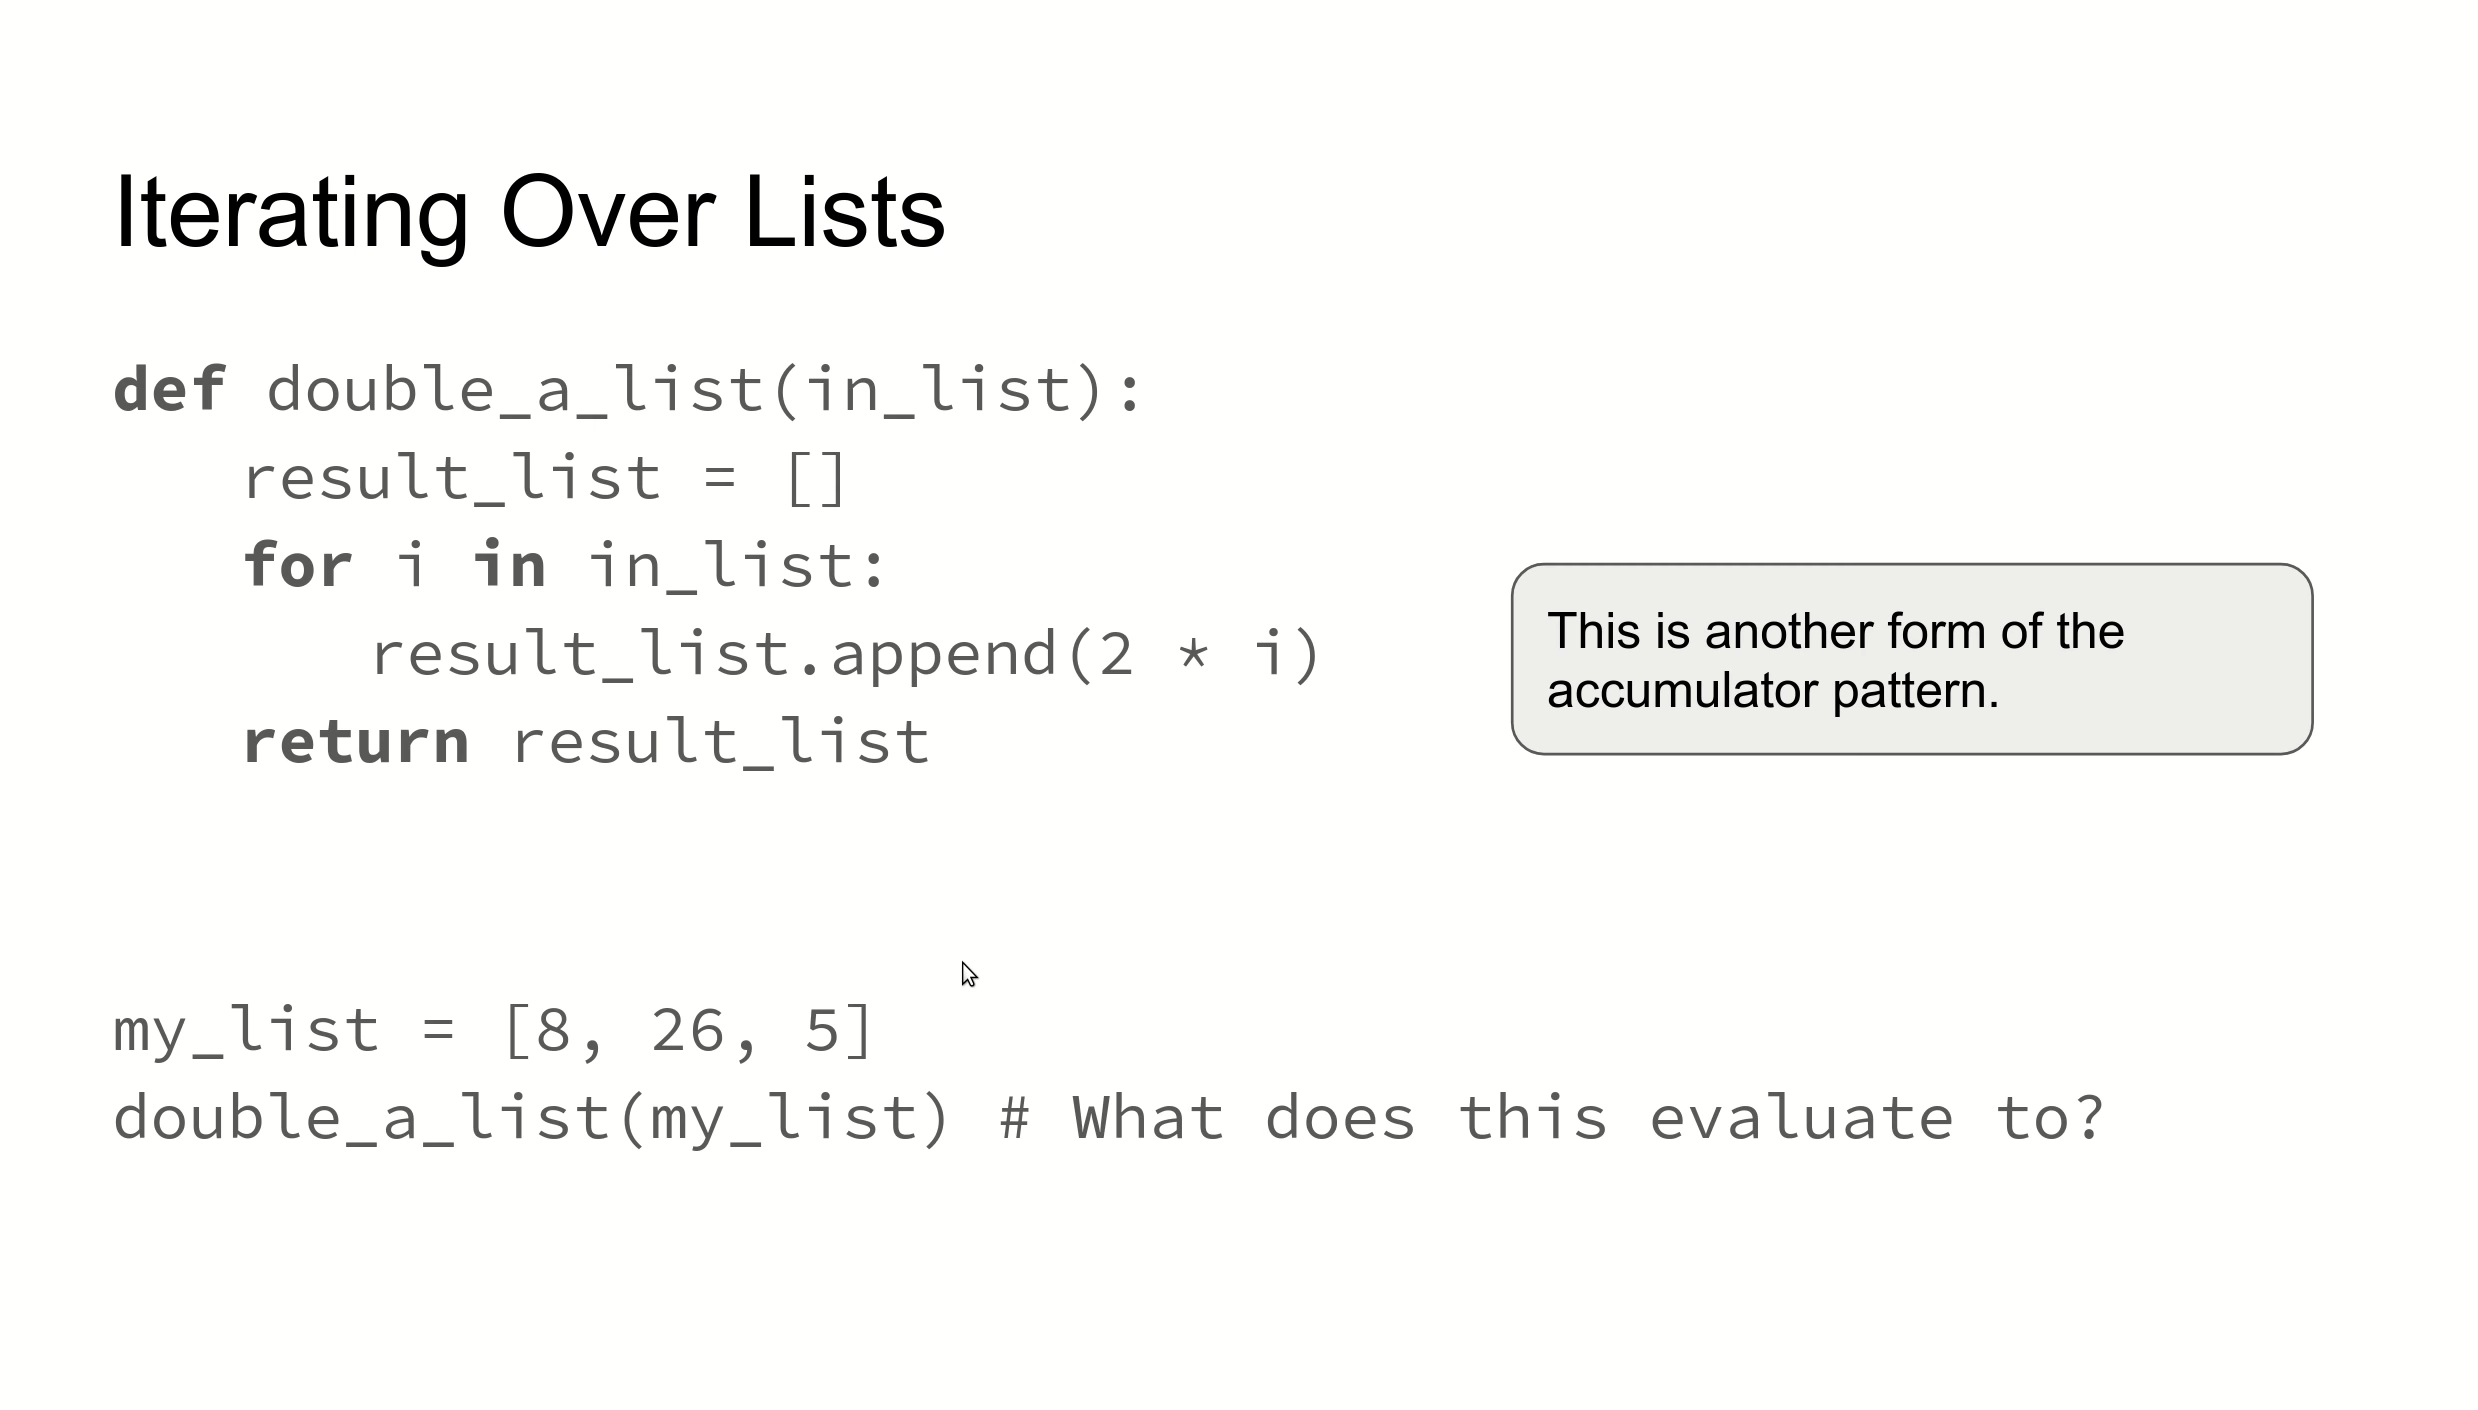 Iterating Over Lists
def double_a_list(in_list):
result_list = []
for i in in_list:
result_list.append(2 * i)
return result_list
This is another form of the
accumulator pattern.
my_list = [8, 26, 5]
double_a_list(my_list) # What does this evaluate to?